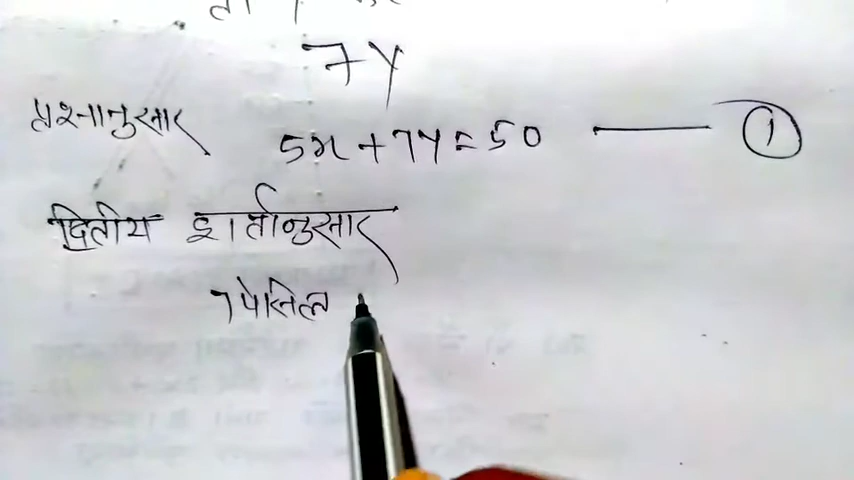 7y
प्रश्नानुसार
5x + 7y = 50 ——— ①
द्वितीय शर्तानुसार
7 पेंसिल